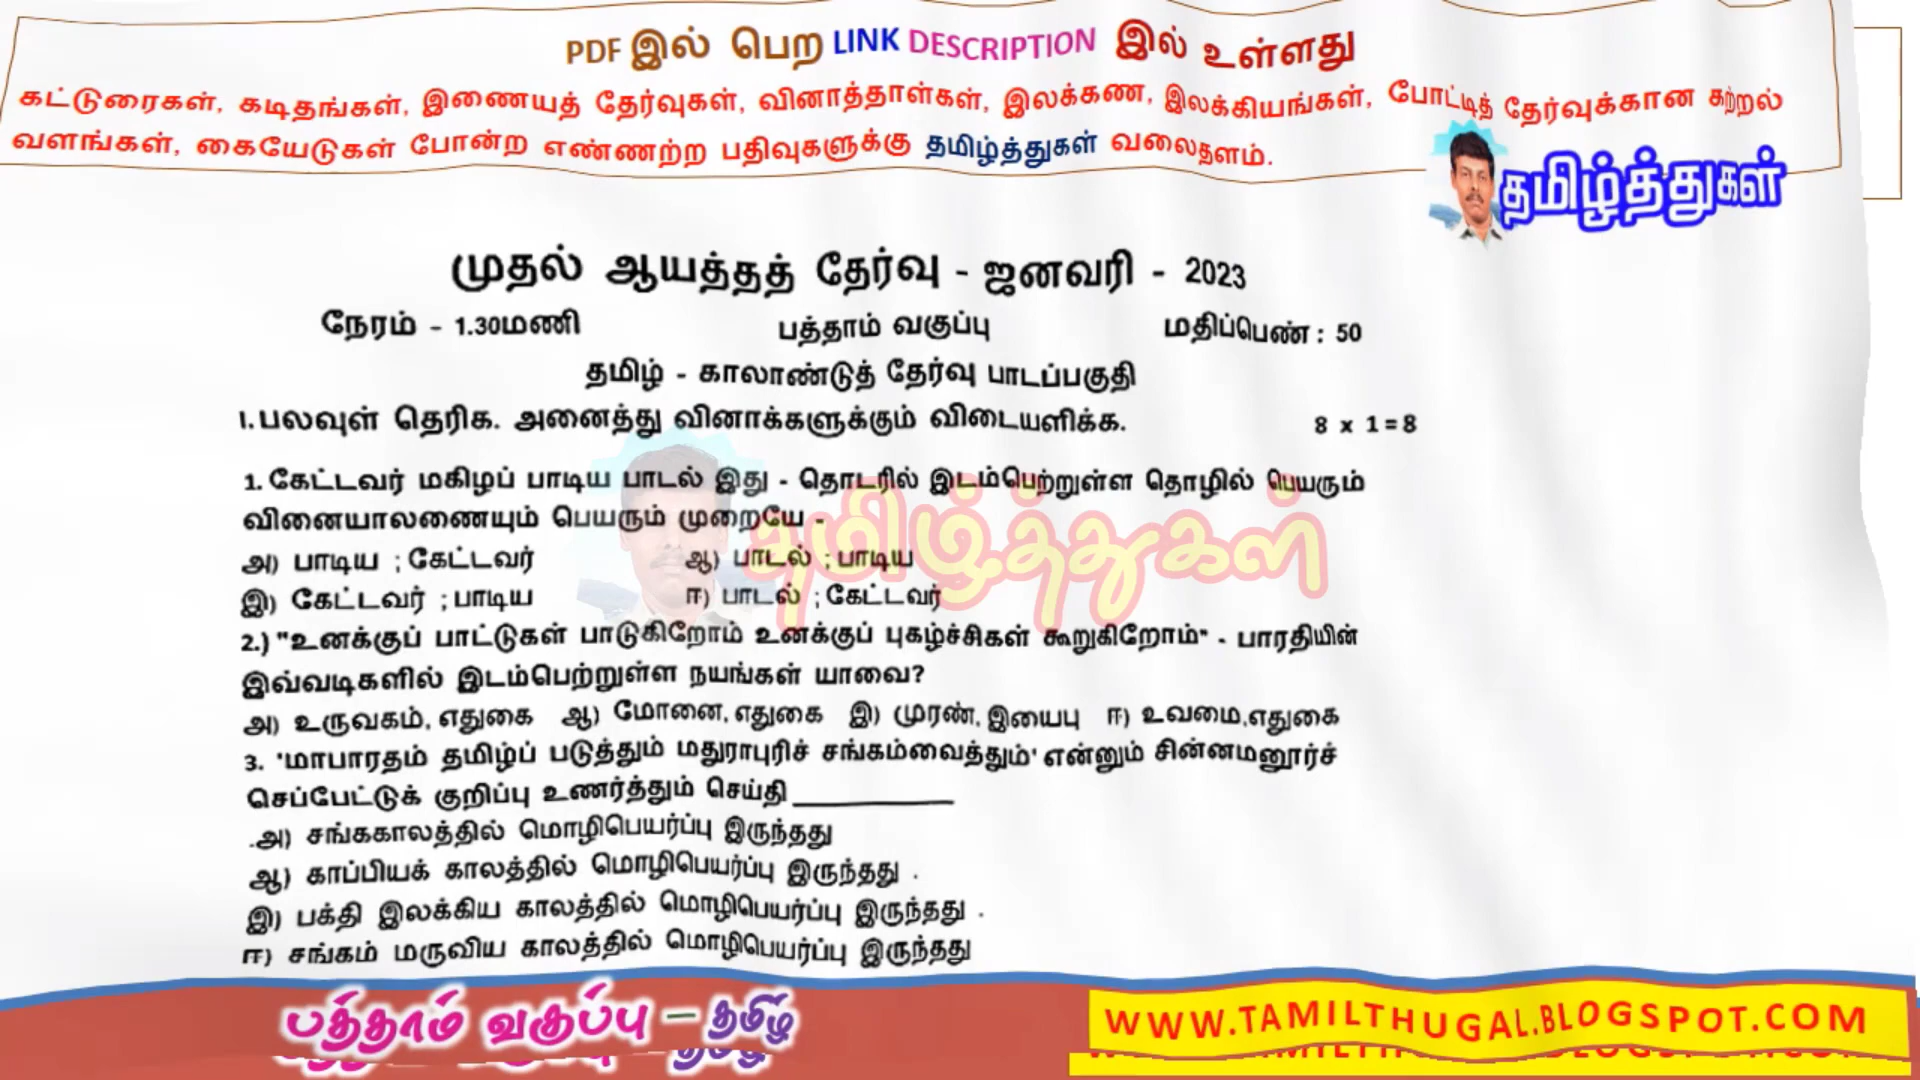 PDF இல் பெற LINK DESCRIPTION இல் உள்ளது
கட்டுரைகள், கடிதங்கள், இணையத் தேர்வுகள், வினாத்தாள்கள், இலக்கண, இலக்கியங்கள், போட்டித் தேர்வுக்கான கற்றல்
வளங்கள், கையேடுகள் போன்ற எண்ணற்ற பதிவுகளுக்கு தமிழ்த்துகள் வலைதளம்.
தமிழ்த்துகள்
முதல் ஆயத்தத் தேர்வு - ஜனவரி - 2023
நேரம் - 1.30மணி பத்தாம் வகுப்பு மதிப்பெண் : 50
தமிழ் - காலாண்டுத் தேர்வு பாடப்பகுதி
I. பலவுள் தெரிக. அனைத்து வினாக்களுக்கும் விடையளிக்க. 8 x 1=8
1. கேட்டவர் மகிழப் பாடிய பாடல் இது - தொடரில் இடம்பெற்றுள்ள தொழில் பெயரும்
வினையாலணையும் பெயரும் முறையே -
தமிழ்த்துகள்
அ) பாடிய ; கேட்டவர் ஆ) பாடல் ; பாடிய
இ) கேட்டவர் ; பாடிய ஈ) பாடல் ; கேட்டவர்
2.) "உனக்குப் பாட்டுகள் பாடுகிறோம் உனக்குப் புகழ்ச்சிகள் கூறுகிறோம்" - பாரதியின்
இவ்வடிகளில் இடம்பெற்றுள்ள நயங்கள் யாவை?
அ) உருவகம், எதுகை ஆ) மோனை, எதுகை இ) முரண், இயைபு ஈ) உவமை,எதுகை
3. 'மாபாரதம் தமிழ்ப் படுத்தும் மதுராபுரிச் சங்கம்வைத்தும்' என்னும் சின்னமனூர்ச்
செப்பேட்டுக் குறிப்பு உணர்த்தும் செய்தி ____________
.அ) சங்ககாலத்தில் மொழிபெயர்ப்பு இருந்தது
ஆ) காப்பியக் காலத்தில் மொழிபெயர்ப்பு இருந்தது .
இ) பக்தி இலக்கிய காலத்தில் மொழிபெயர்ப்பு இருந்தது .
ஈ) சங்கம் மருவிய காலத்தில் மொழிபெயர்ப்பு இருந்தது
பத்தாம் வகுப்பு – தமிழ்
WWW.TAMILTHUGAL.BLOGSPOT.COM